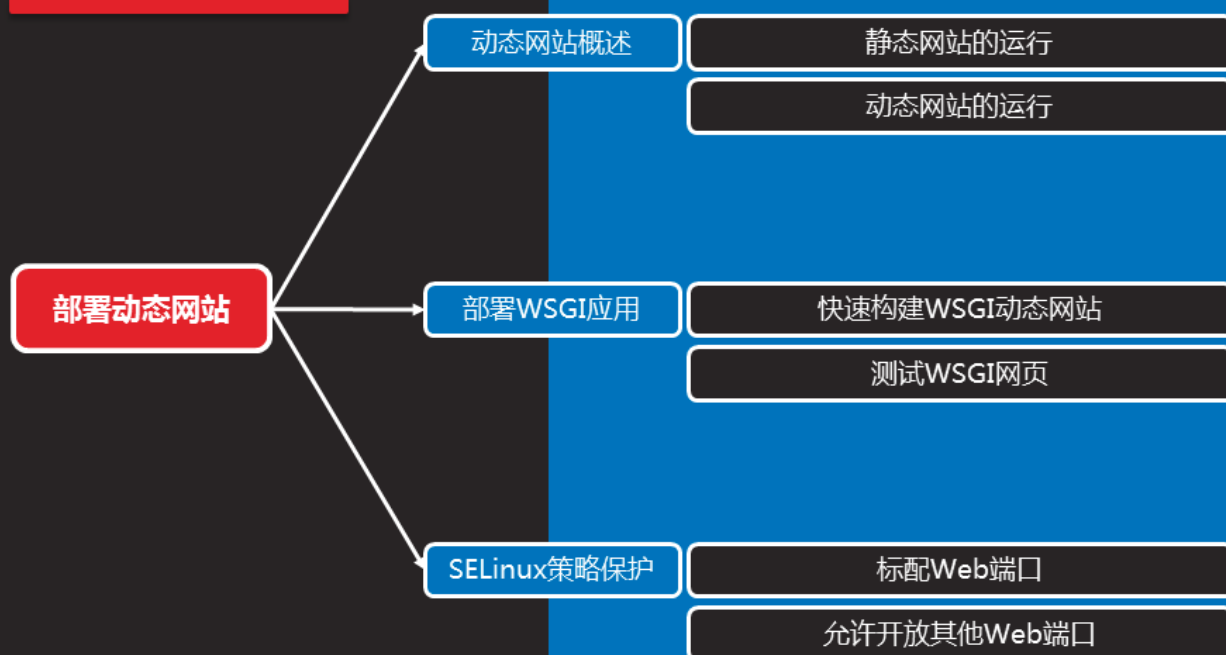 动态网站概述
静态网站的运行
动态网站的运行
部署动态网站
部署WSGI应用
快速构建WSGI动态网站
测试WSGI网页
SELinux策略保护
标配Web端口
允许开放其他Web端口